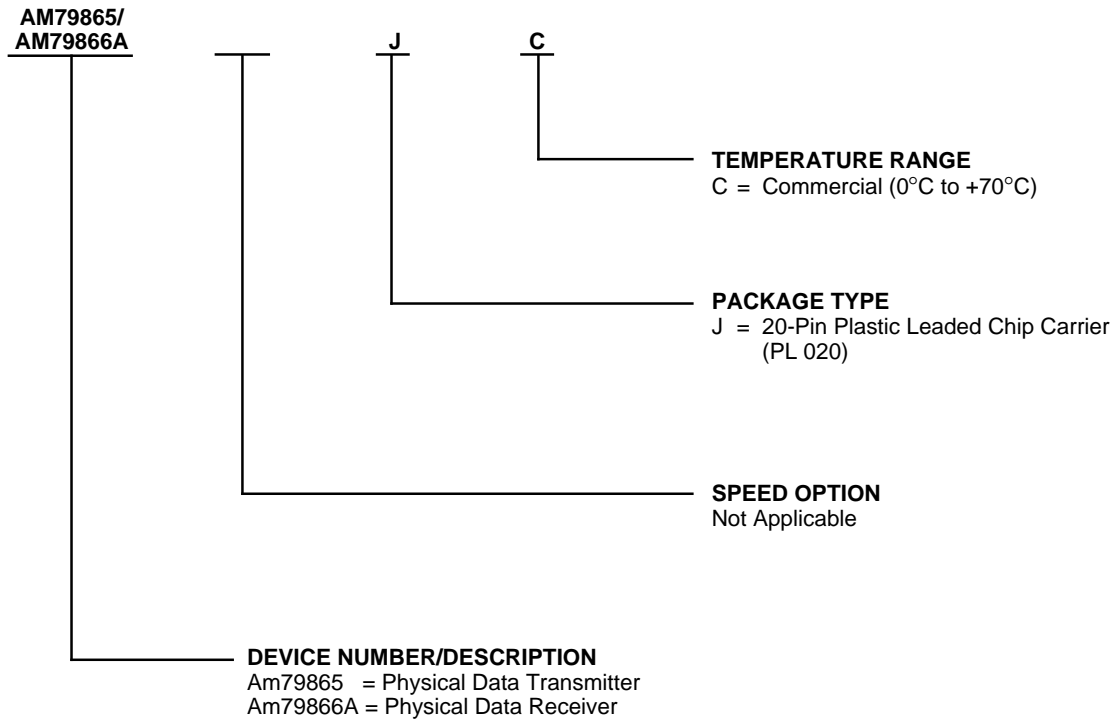 AM79865/
AM79866A
J
C
TEMPERATURE RANGE
C = Commercial (0°C to +70°C)
PACKAGE TYPE
J = 20-Pin Plastic Leaded Chip Carrier
(PL 020)
SPEED OPTION
Not Applicable
DEVICE NUMBER/DESCRIPTION
Am79865 = Physical Data Transmitter
Am79866A = Physical Data Receiver